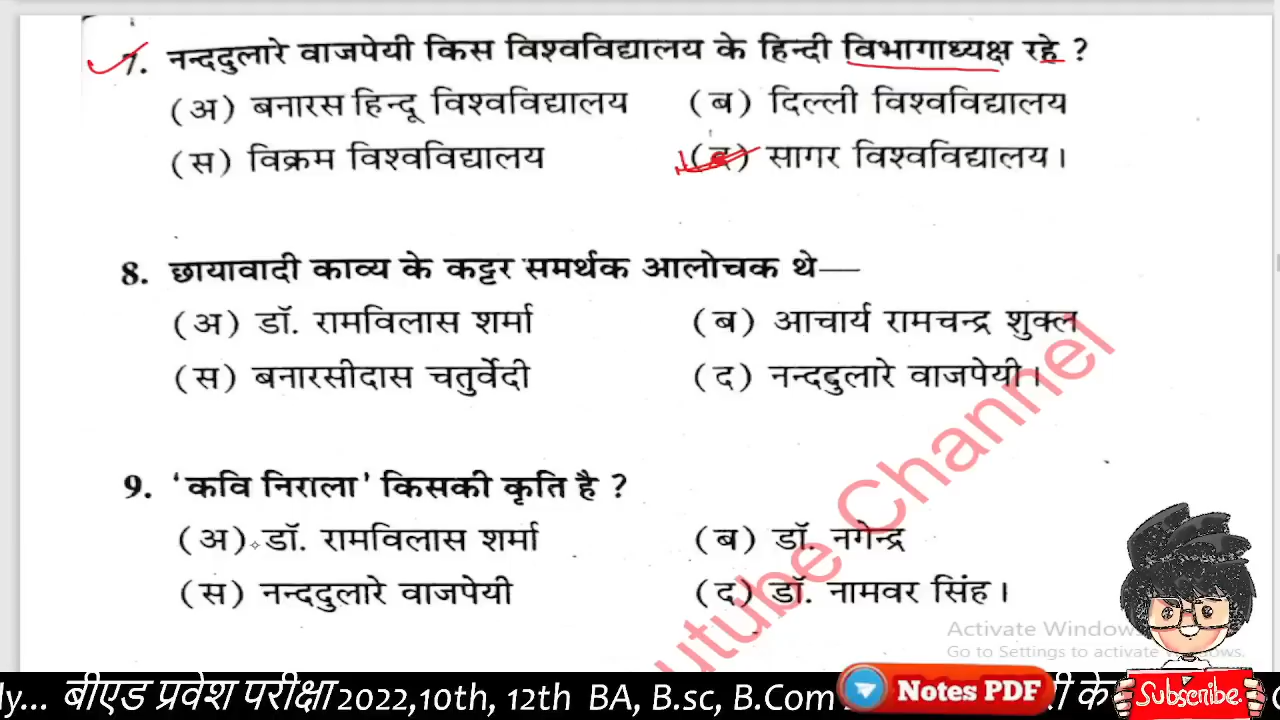 7. नन्ददुलारे वाजपेयी किस विश्वविद्यालय के हिन्दी विभागाध्यक्ष रहे ?
(अ) बनारस हिन्दू विश्वविद्यालय (ब) दिल्ली विश्वविद्यालय
(स) विक्रम विश्वविद्यालय (द) सागर विश्वविद्यालय।
8. छायावादी काव्य के कट्टर समर्थक आलोचक थे—
(अ) डॉ. रामविलास शर्मा (ब) आचार्य रामचन्द्र शुक्ल
(स) बनारसीदास चतुर्वेदी (द) नन्ददुलारे वाजपेयी।
9. 'कवि निराला' किसकी कृति है ?
(अ) डॉ. रामविलास शर्मा (ब) डॉ. नगेन्द्र
(स) नन्ददुलारे वाजपेयी (द) डॉ. नामवर सिंह।
utube Channel
Activate Windows
Go to Settings to activate Windows.
ly... बीएड प्रवेश परीक्षा 2022,10th, 12th BA, B.sc, B.Com
Notes PDF
ी के
Subscribe